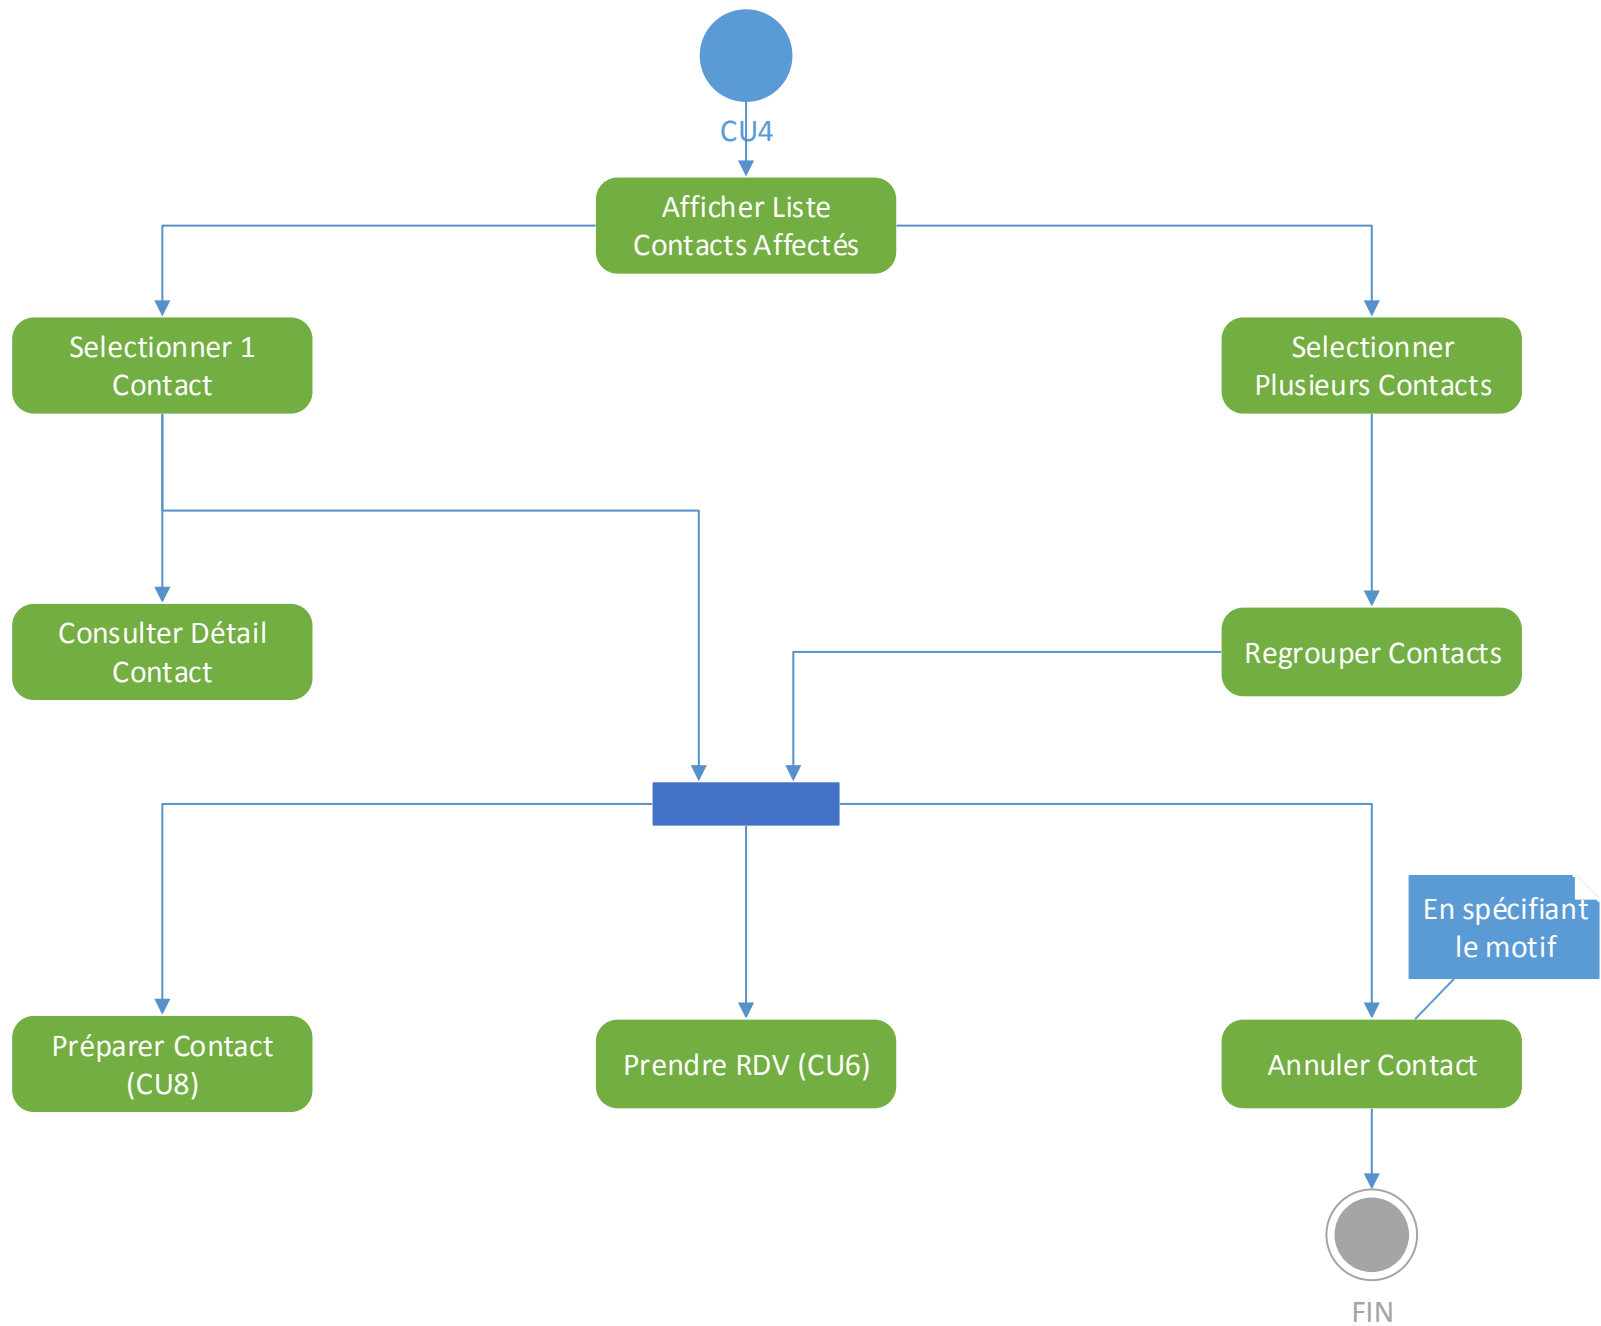 CU4
Afficher Liste
Contacts Affectés
Selectionner 1
Contact
Selectionner
Plusieurs Contacts
Consulter Détail
Contact
Regrouper Contacts
En spécifiant
le motif
Préparer Contact
(CU8)
Prendre RDV (CU6)
Annuler Contact
FIN